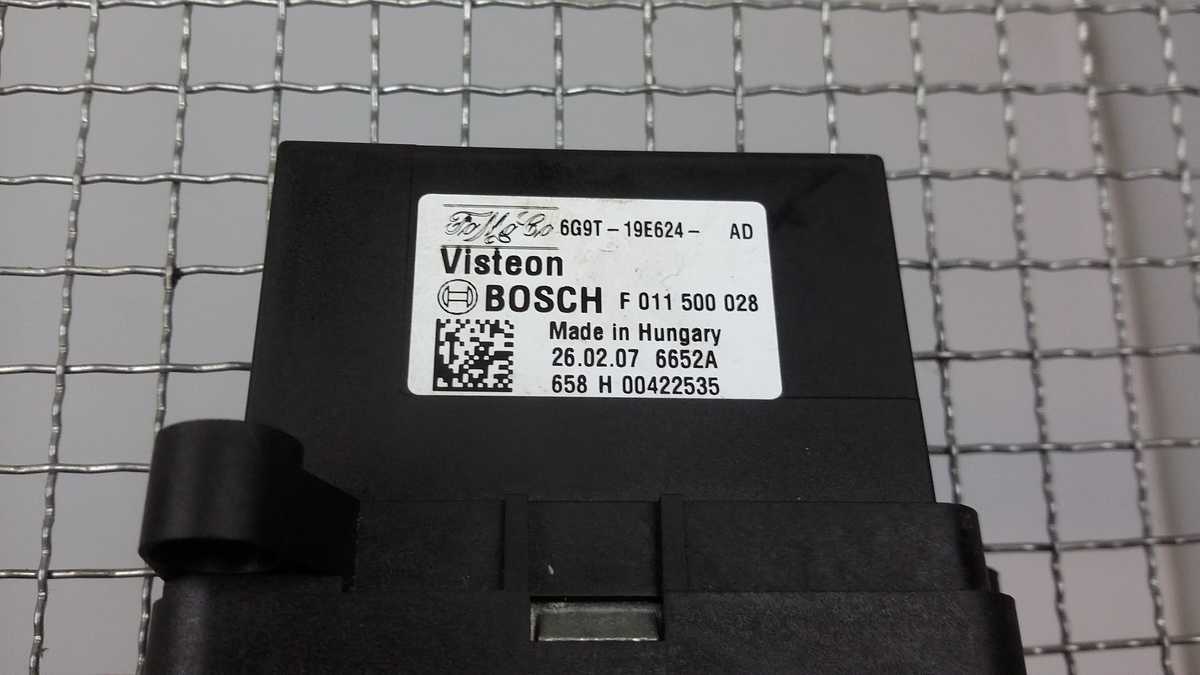 FoMoCo 6G9T-19E624- AD
Visteon
BOSCH F 011 500 028
Made in Hungary
26.02.07 6652A
658 H 00422535